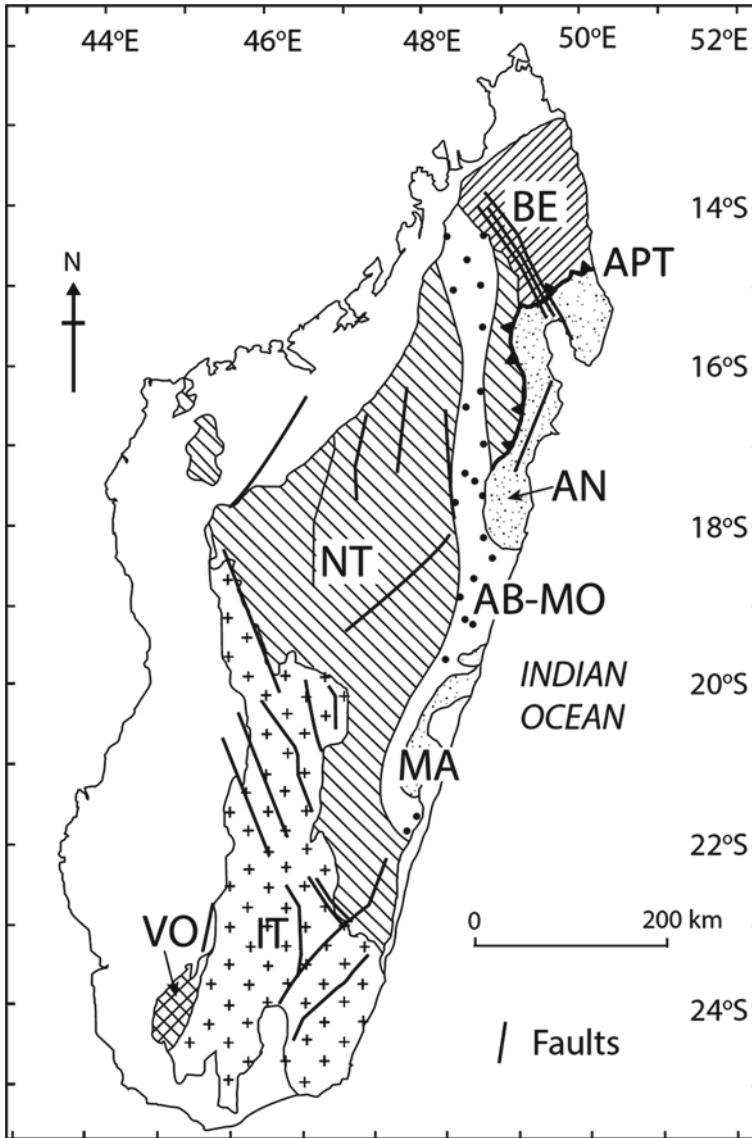 44ºE 46ºE 48ºE 50ºE 52ºE
BE
14ºS
APT
N
16ºS
AN
18ºS
NT
AB-MO
INDIAN
OCEAN
20ºS
MA
22ºS
0 200 km
VO
IT
24ºS
Faults